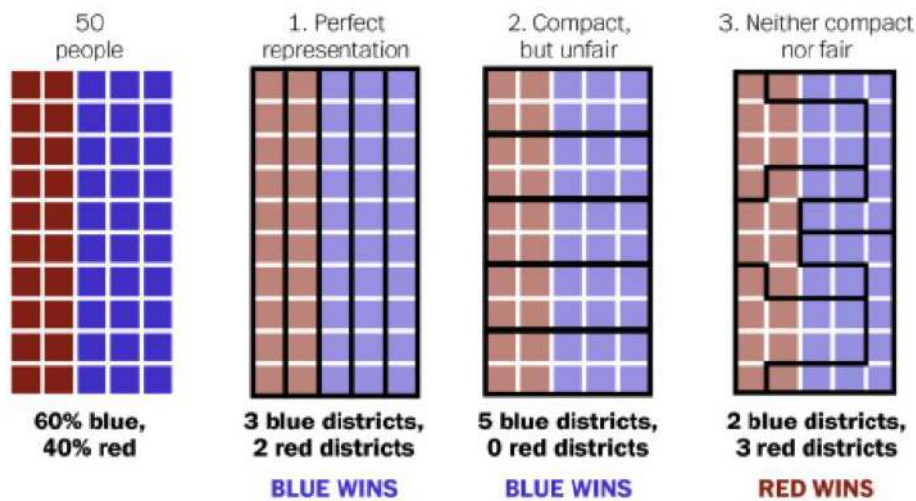 50
people
1. Perfect
representation
2. Compact,
but unfair
3. Neither compact
nor fair
60% blue,
40% red
3 blue districts,
2 red districts
5 blue districts,
0 red districts
2 blue districts,
3 red districts
BLUE WINS
BLUE WINS
RED WINS